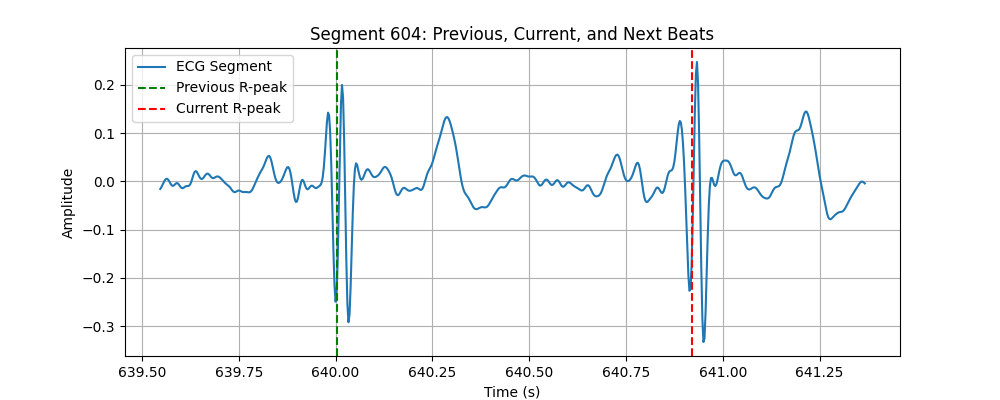 Segment 604: Previous, Current, and Next Beats
ECG Segment
Previous R-peak
Current R-peak
Amplitude
0.2
0.1
0.0
−0.1
−0.2
−0.3
639.50 639.75 640.00 640.25 640.50 640.75 641.00 641.25
Time (s)